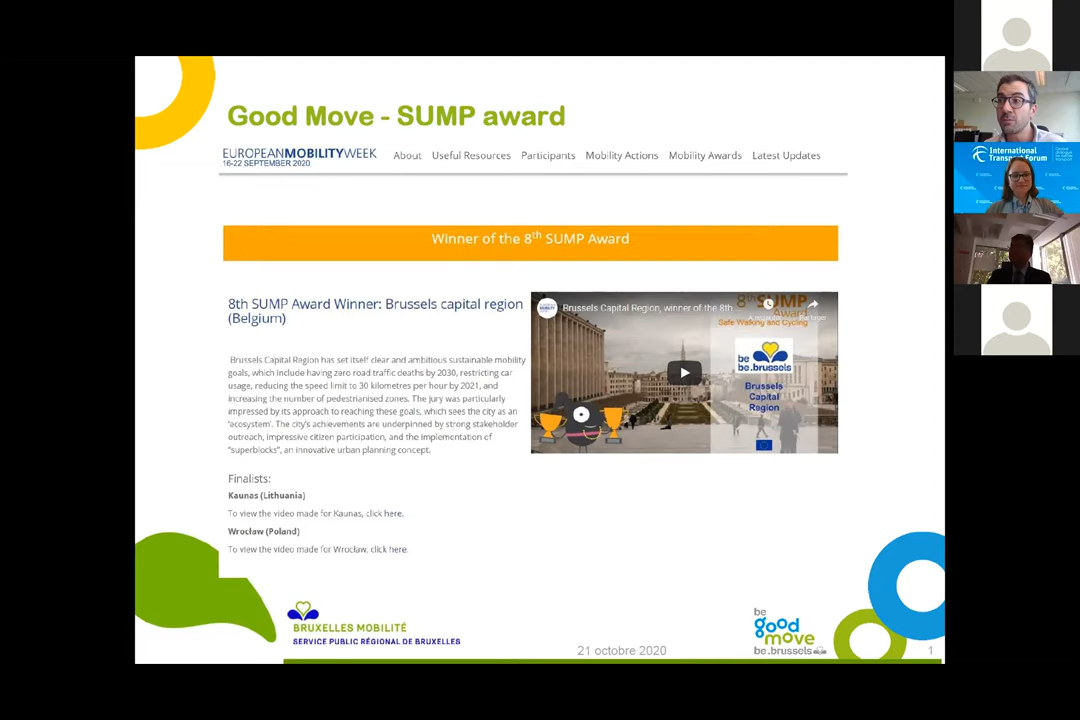 Good Move - SUMP award
EUROPEANMOBILITYWEEK
16-22 SEPTEMBER 2020
About Useful Resources Participants Mobility Actions Mobility Awards Latest Updates
Winner of the 8th SUMP Award
8th SUMP Award Winner: Brussels capital region
(Belgium)
Brussels Capital Region has set itself clear and ambitious sustainable mobility
goals, which include having zero road traffic deaths by 2030, restricting car
usage, reducing the speed limit to 30 kilometres per hour by 2021, and
increasing the number of pedestrianised zones. The jury was particularly
impressed by its approach to reaching these goals, which sees the city as an
'ecosystem'. The city's achievements are underpinned by strong stakeholder
outreach, impressive citizen participation, and the implementation of
"superblocks", an innovative urban planning concept.
Brussels Capital Region, winner of the 8th
8th SUMP
Award
Partager
Safe Walking and Cycling
be
be.brussels
Brussels
Capital
Region
Finalists:
Kaunas (Lithuania)
To view the video made for Kaunas, click here.
Wrocław (Poland)
To view the video made for Wrocław, click here.
BRUXELLES MOBILITÉ
SERVICE PUBLIC RÉGIONAL DE BRUXELLES
21 octobre 2020
be
good
move
be.brussels
1
International
Transport Forum